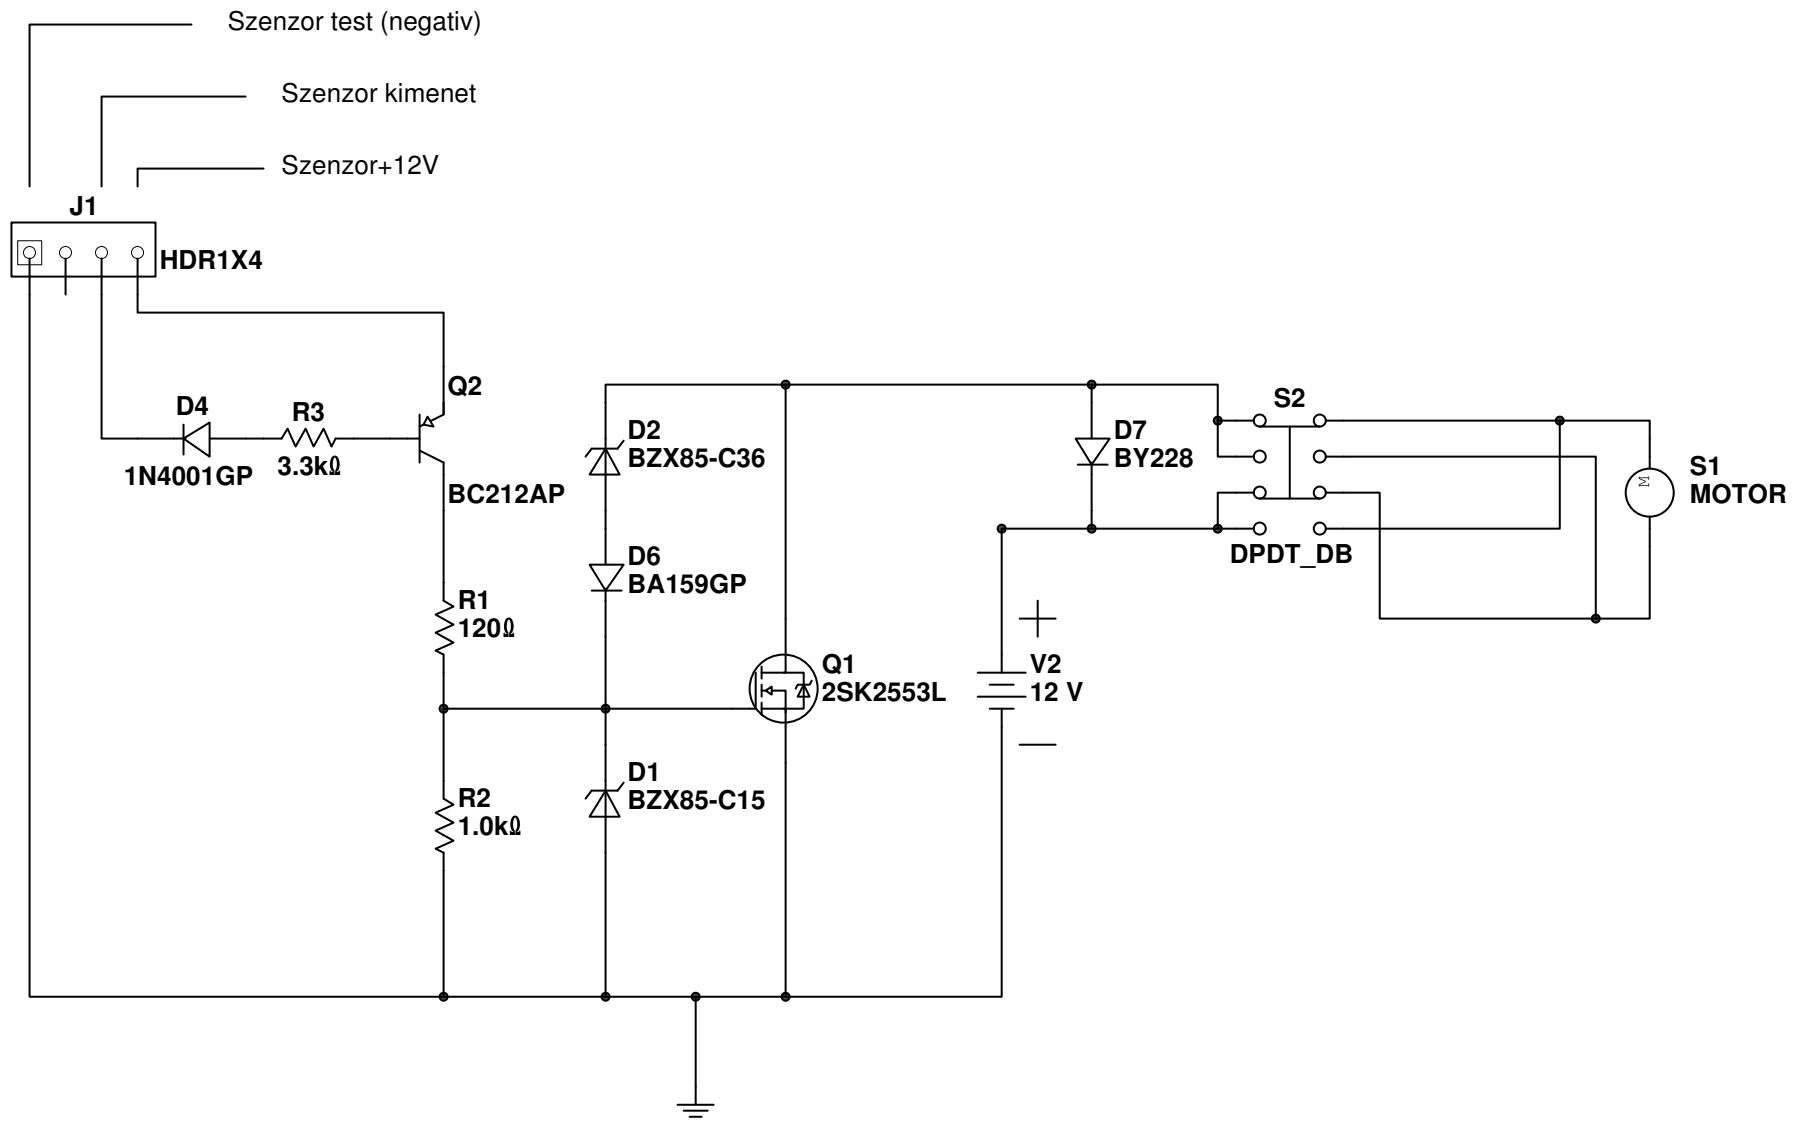 Szenzor test (negativ)
Szenzor kimenet
Szenzor+12V
J1
HDR1X4
Q2
BC212AP
D4
1N4001GP
R3
3.3kΩ
D2
BZX85-C36
D7
BY228
S2
DPDT_DB
S1
MOTOR
M
D6
BA159GP
R1
120Ω
Q1
2SK2553L
V2
12 V
D1
BZX85-C15
R2
1.0kΩ